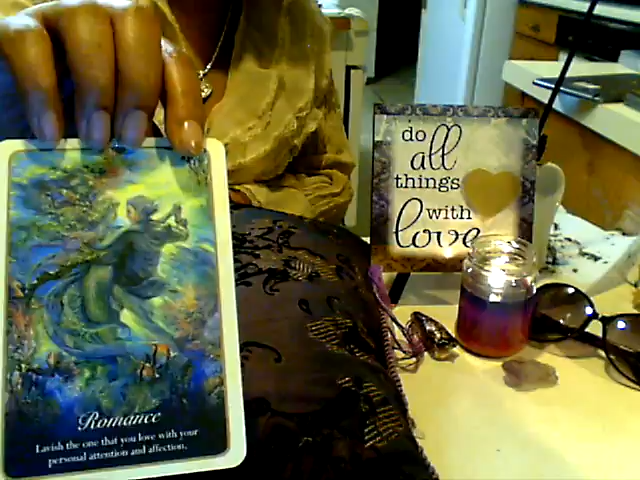 do
all
things
with
love
Romance
Lavish the one that you love with your
personal attention and affection.